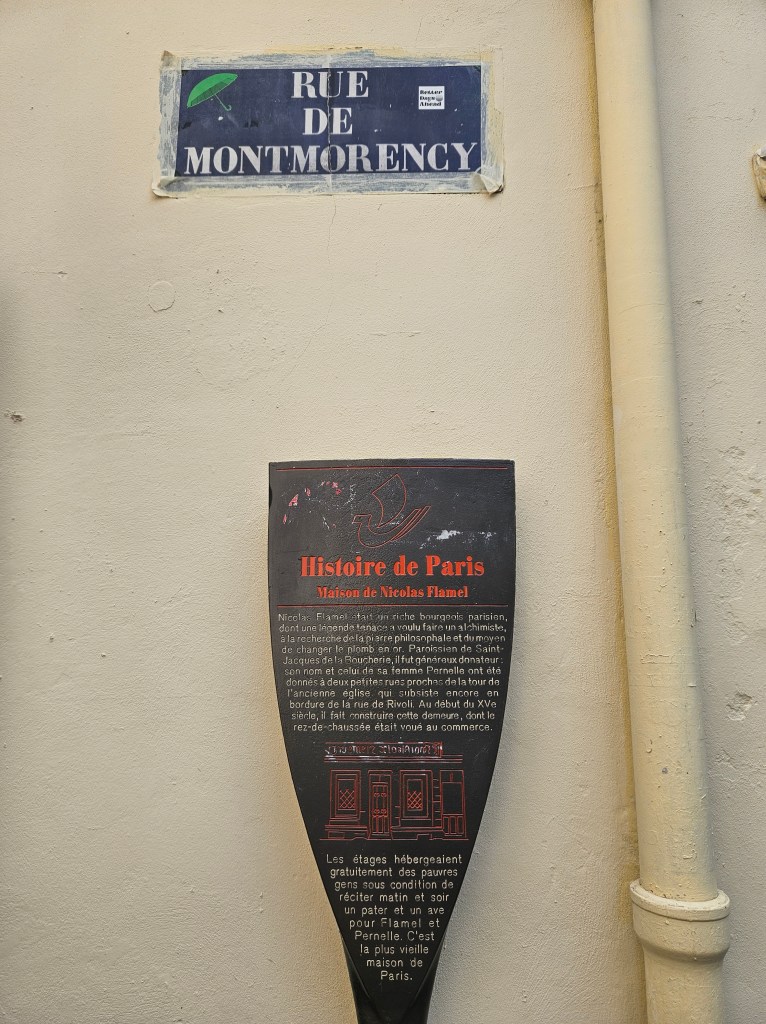 RUE
DE
MONTMORENCY
Better
Days
Ahead
Histoire de Paris
Maison de Nicolas Flamel
Nicolas Flamel était un riche bourgeois parisien,
dont une légende tenace a voulu faire un alchimiste,
à la recherche de la pierre philosophale et du moyen
de changer le plomb en or. Paroissien de Saint-
Jacques de la Boucherie, il fut généreux donateur :
son nom et celui de sa femme Pernelle ont été
donnés à deux petites rues proches de la tour de
l'ancienne église qui subsiste encore en
bordure de la rue de Rivoli. Au début du XVe
siècle, il fait construire cette demeure, dont le
rez-de-chaussée était voué au commerce.
Les étages hébergeaient
gratuitement des pauvres
gens sous condition de
réciter matin et soir
un pater et un ave
pour Flamel et
Pernelle. C'est
la plus vieille
maison de
Paris.